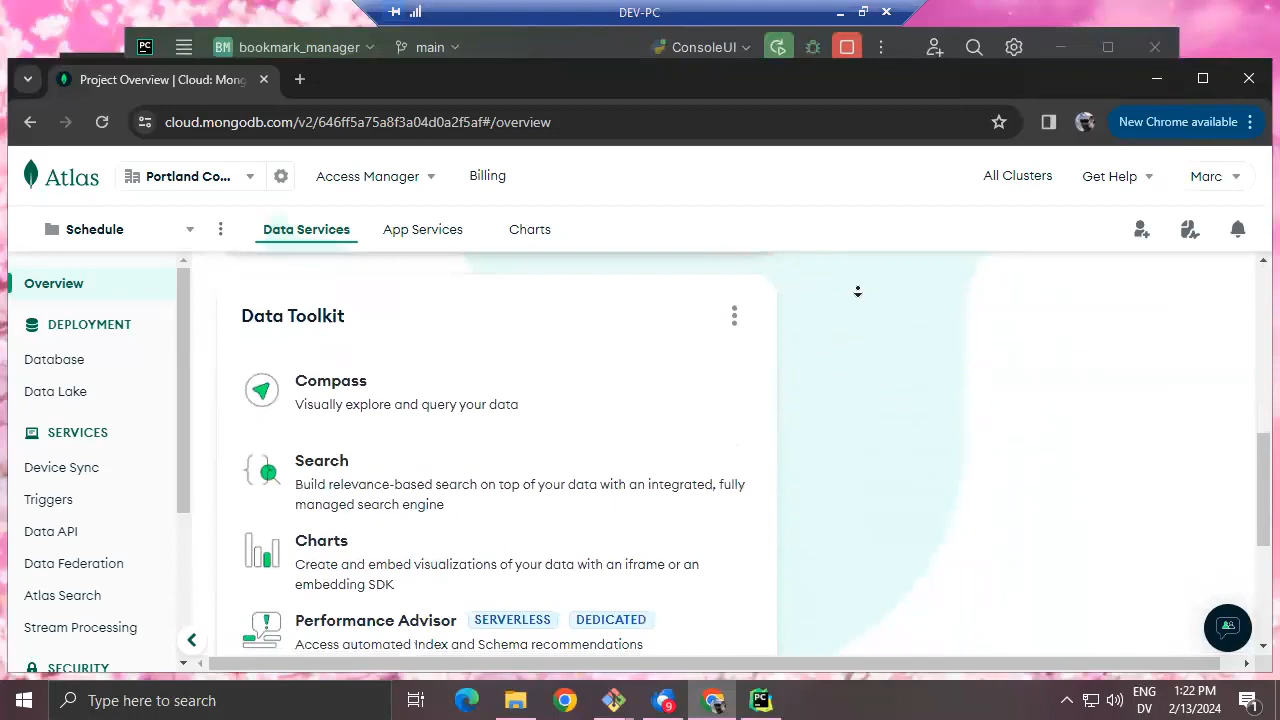 DEV-PC
PC
BM bookmark_manager
main
ConsoleUI
Project Overview | Cloud: Mong
cloud.mongodb.com/v2/646ff5a75a8f3a04d0a2f5af#/overview
New Chrome available
Atlas
Portland Co...
Access Manager
Billing
All Clusters
Get Help
Marc
Schedule
Data Services
App Services
Charts
Overview
DEPLOYMENT
Database
Data Lake
SERVICES
Device Sync
Triggers
Data API
Data Federation
Atlas Search
Stream Processing
SECURITY
Data Toolkit
Compass
Visually explore and query your data
Search
Build relevance-based search on top of your data with an integrated, fully
managed search engine
Charts
Create and embed visualizations of your data with an iframe or an
embedding SDK
Performance Advisor SERVERLESS DEDICATED
Access automated Index and Schema recommendations
Type here to search
9
PC
ENG
DV
1:22 PM
2/13/2024
1